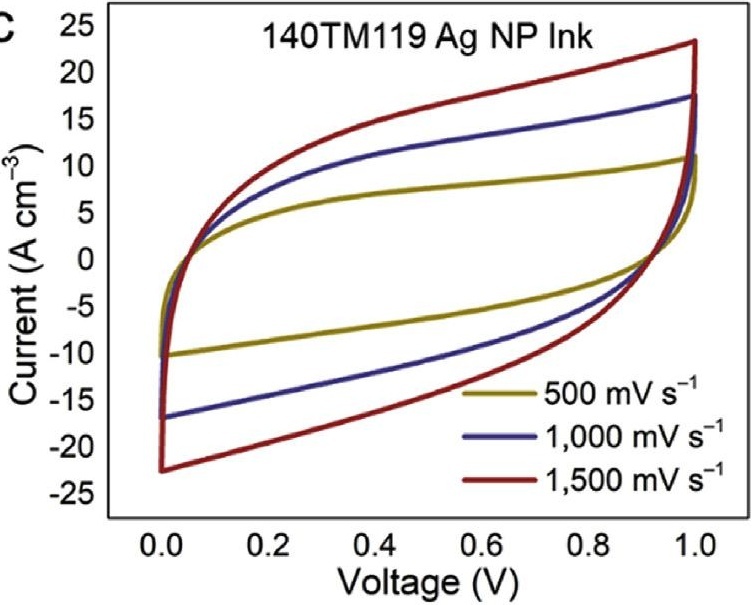 C
140TM119 Ag NP Ink
25
20
15
10
5
0
-5
-10
-15
-20
-25
Current (A cm⁻³)
500 mV s⁻¹
1,000 mV s⁻¹
1,500 mV s⁻¹
0.0 0.2 0.4 0.6 0.8 1.0
Voltage (V)